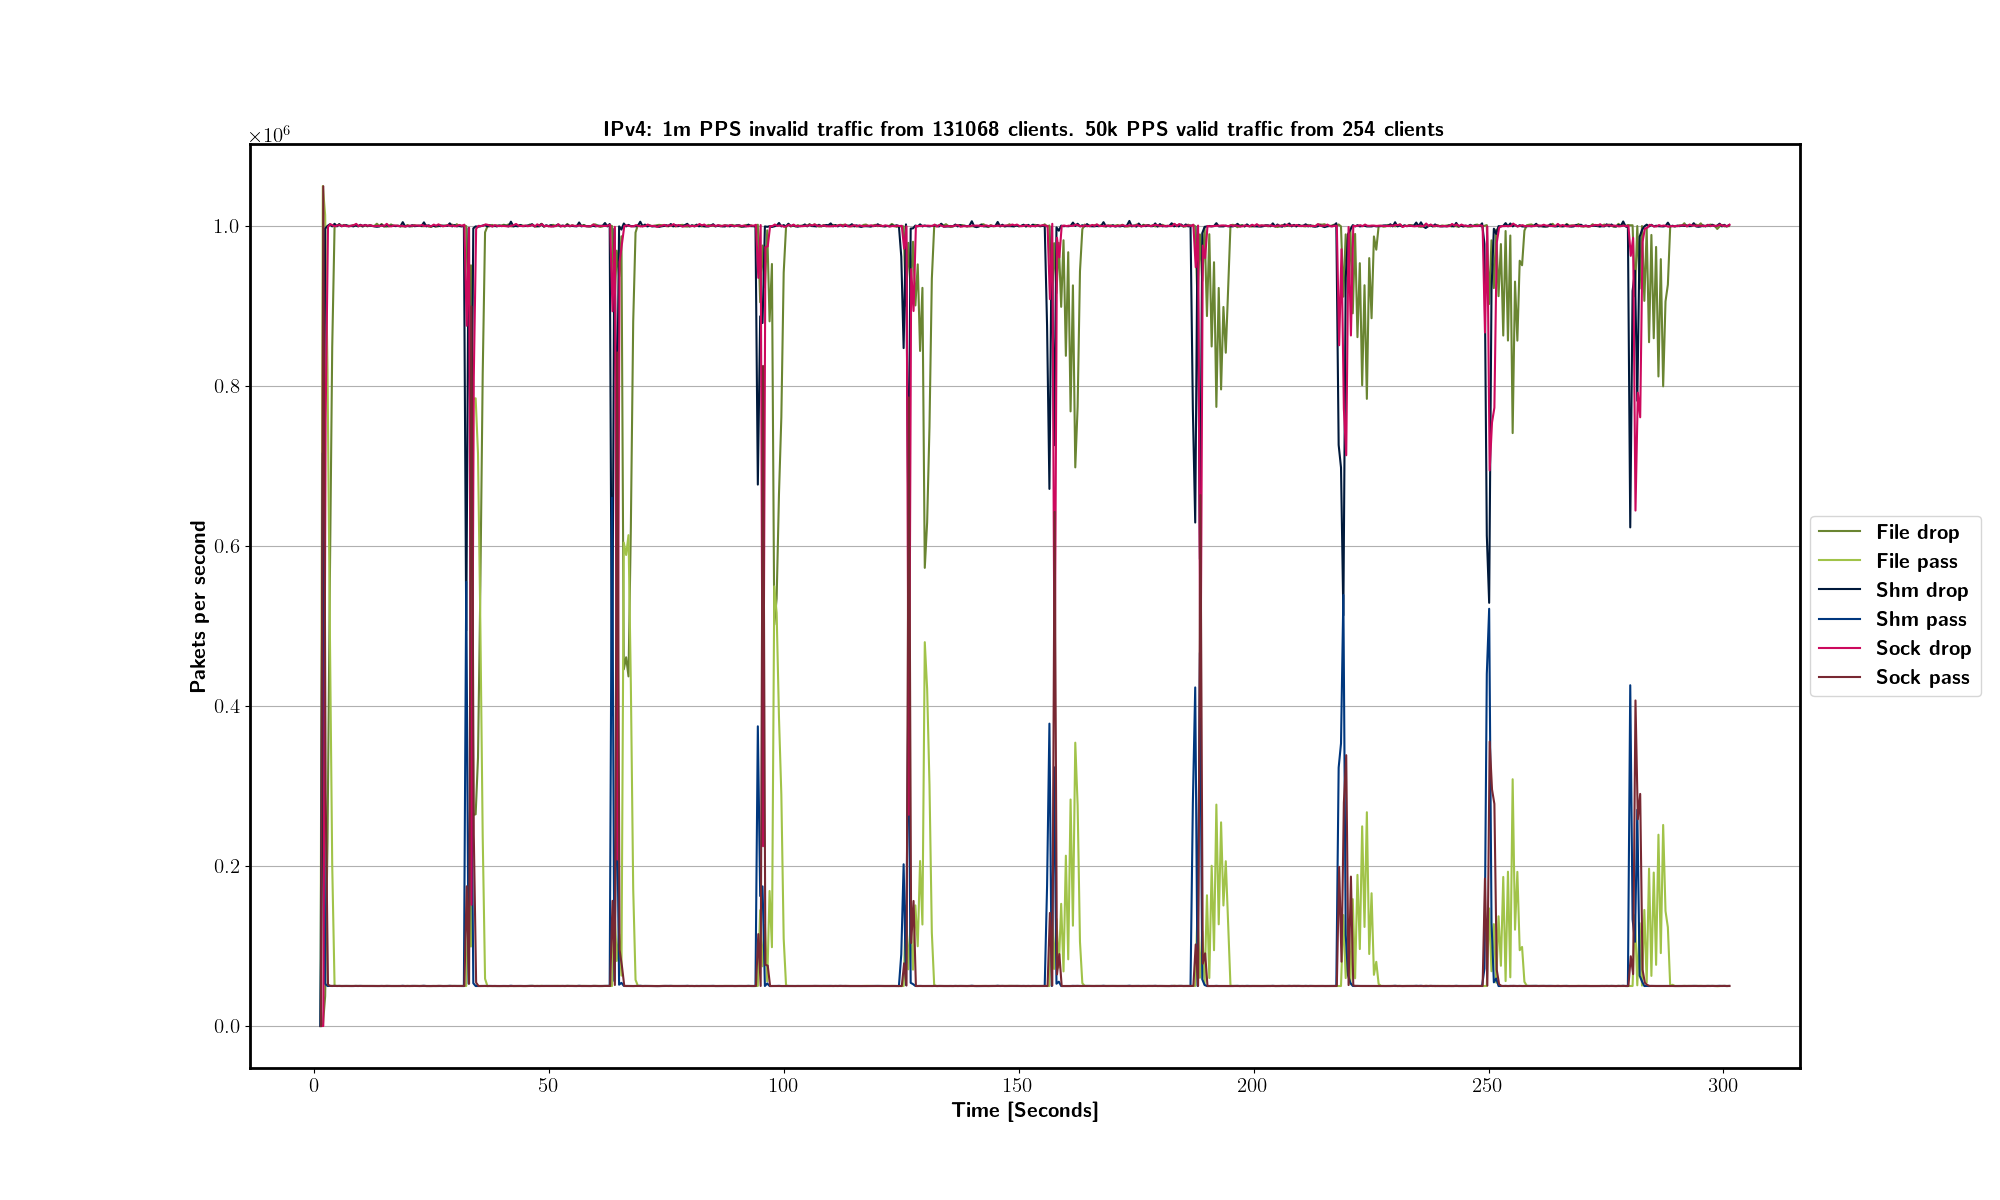 IPv4: 1m PPS invalid traffic from 131068 clients. 50k PPS valid traffic from 254 clients
×10⁶
1.0
0.8
0.6
0.4
0.2
0.0
Pakets per second
0 50 100 150 200 250 300
Time [Seconds]
File drop
File pass
Shm drop
Shm pass
Sock drop
Sock pass